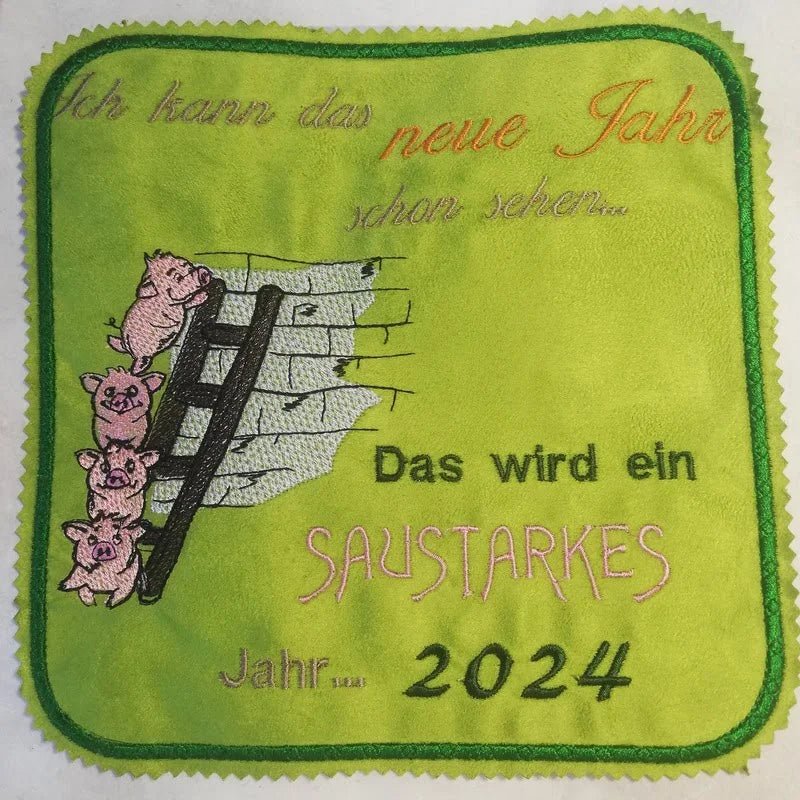 Ich kann das
neue Jahr
schon sehen...
Das wird ein
SAUSTARKES
Jahr.... 2024